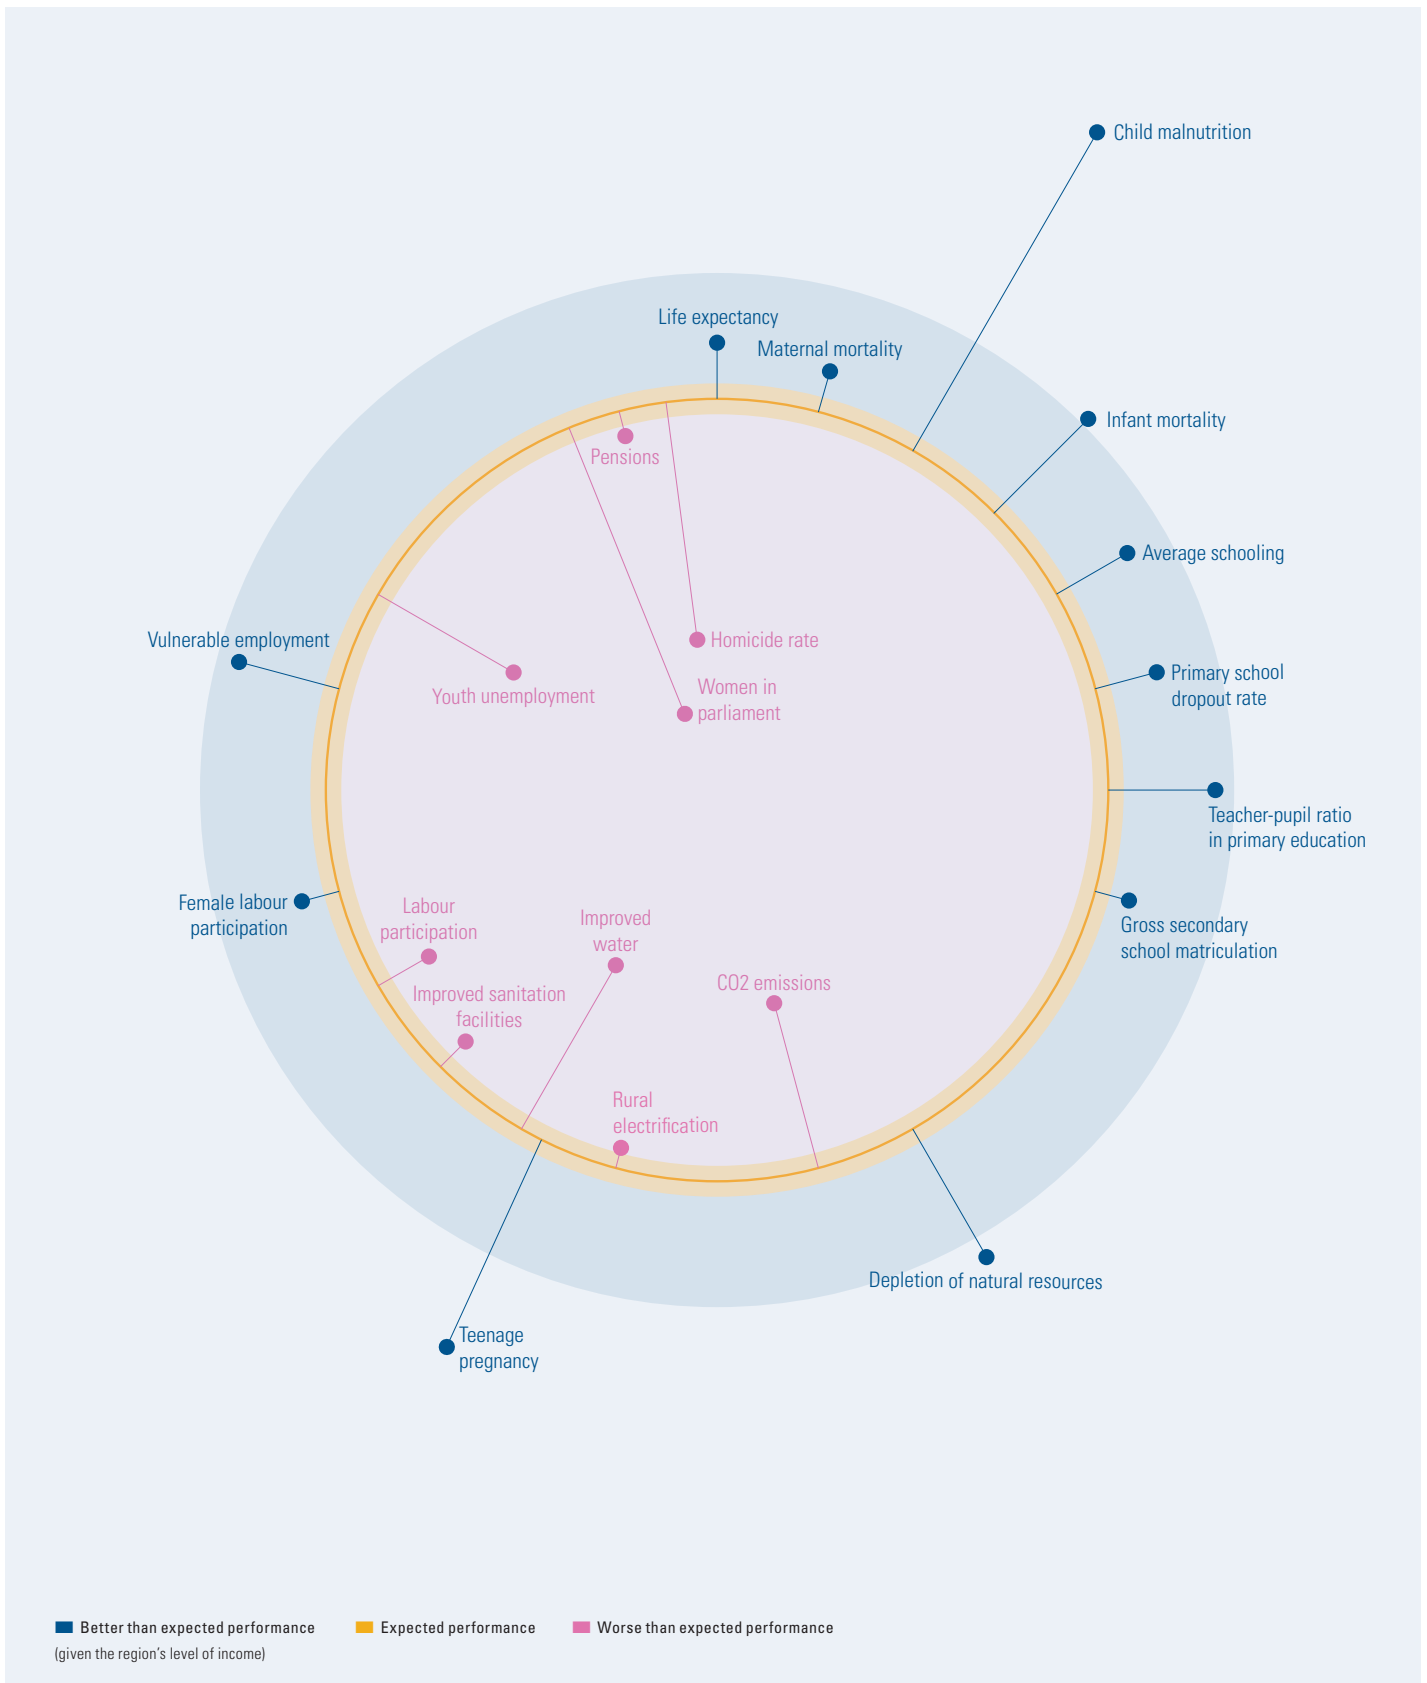 Child malnutrition
Life expectancy
Maternal mortality
Infant mortality
Pensions
Average schooling
Vulnerable employment
Homicide rate
Youth unemployment
Women in
parliament
Primary school
dropout rate
Teacher-pupil ratio
in primary education
Female labour
participation
Labour
participation
Improved
water
Gross secondary
school matriculation
Improved sanitation
facilities
CO2 emissions
Rural
electrification
Depletion of natural resources
Teenage
pregnancy
Better than expected performance
Expected performance
Worse than expected performance
(given the region's level of income)